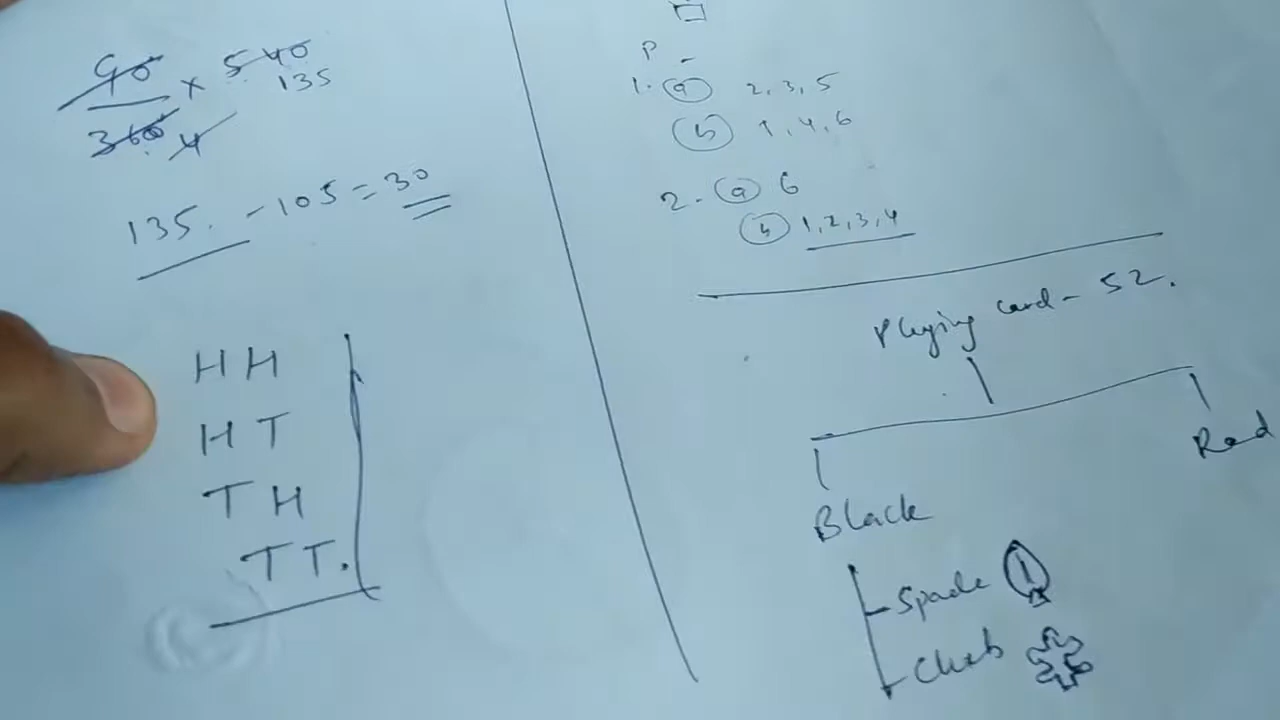 90 × 540
135
360 4
135. - 105 = 30
H H
H T
T H
T T.
P -
1. (a) 2, 3, 5
(b) 1, 4, 6
2. (a) 6
(b) 1, 2, 3, 4
Playing card - 52.
Black
Red
Spade
Club